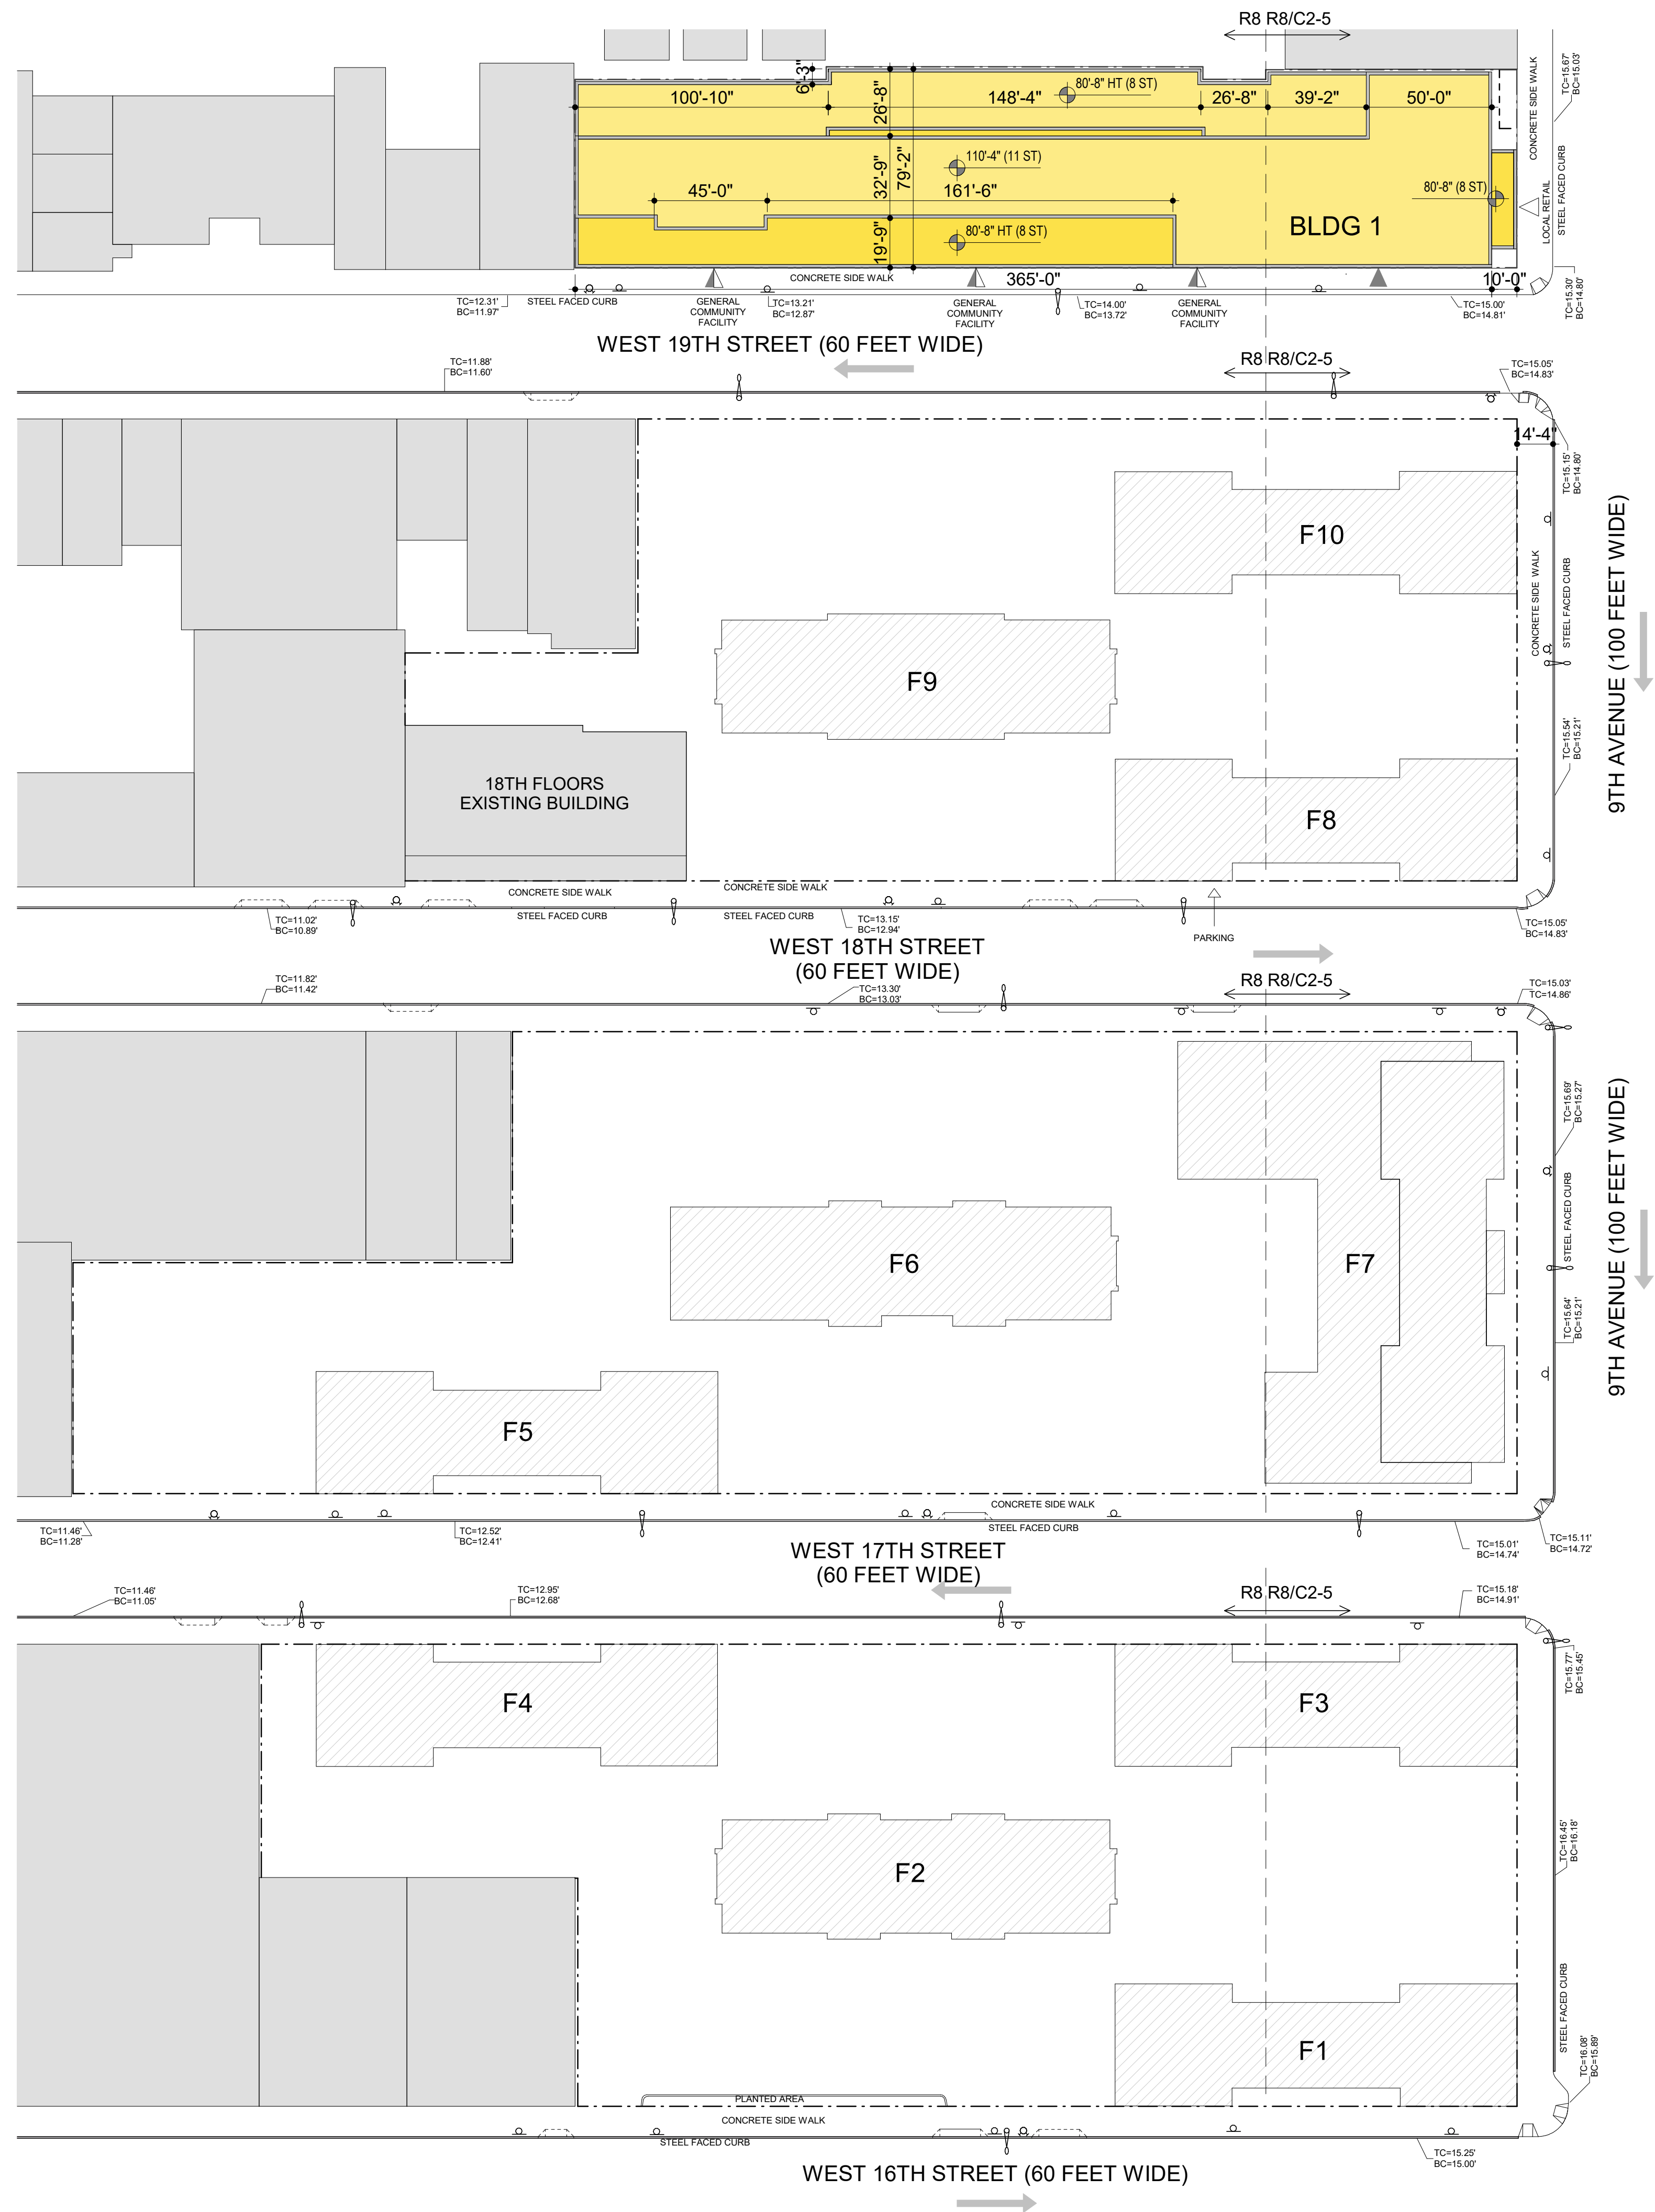 R8 R8/C2-5
6'-3"
26'-8"
80'-8" HT (8 ST)
100'-10"
148'-4"
26'-8"
39'-2"
50'-0"
CONCRETE SIDE WALK
TC=15.67'
BC=15.03'
32'-9"
79'-2"
110'-4" (11 ST)
45'-0"
161'-6"
80'-8" (8 ST)
LOCAL RETAIL
STEEL FACED CURB
BLDG 1
19'-9"
80'-8" HT (8 ST)
CONCRETE SIDE WALK
365'-0"
10'-0"
TC=12.31'
BC=11.97'
STEEL FACED CURB
GENERAL
COMMUNITY
FACILITY
TC=13.21'
BC=12.87'
GENERAL
COMMUNITY
FACILITY
TC=14.00'
BC=13.72'
GENERAL
COMMUNITY
FACILITY
TC=15.00'
BC=14.81'
TC=15.30'
BC=14.80'
WEST 19TH STREET (60 FEET WIDE)
TC=11.88'
BC=11.60'
R8 R8/C2-5
TC=15.05'
BC=14.83'
14'-4"
TC=15.15'
BC=14.80'
F10
CONCRETE SIDE WALK
STEEL FACED CURB
9TH AVENUE (100 FEET WIDE)
F9
TC=15.54'
BC=15.21'
18TH FLOORS
EXISTING BUILDING
F8
CONCRETE SIDE WALK
CONCRETE SIDE WALK
STEEL FACED CURB
STEEL FACED CURB
TC=11.02'
BC=10.89'
TC=13.15'
BC=12.94'
PARKING
TC=15.05'
BC=14.83'
WEST 18TH STREET
(60 FEET WIDE)
TC=11.82'
BC=11.42'
TC=13.30'
BC=13.03'
R8 R8/C2-5
TC=15.03'
TC=14.86'
TC=15.69'
BC=15.27'
STEEL FACED CURB
9TH AVENUE (100 FEET WIDE)
F6
F7
TC=15.64'
BC=15.21'
F5
CONCRETE SIDE WALK
STEEL FACED CURB
TC=11.46'
BC=11.28'
TC=12.52'
BC=12.41'
TC=15.01'
BC=14.74'
TC=15.11'
BC=14.72'
WEST 17TH STREET
(60 FEET WIDE)
TC=11.46'
BC=11.05'
TC=12.95'
BC=12.68'
R8 R8/C2-5
TC=15.18'
BC=14.91'
TC=15.77'
BC=15.45'
F4
F3
TC=16.45'
BC=16.18'
F2
STEEL FACED CURB
F1
TC=16.08'
BC=15.89'
PLANTED AREA
CONCRETE SIDE WALK
STEEL FACED CURB
TC=15.25'
BC=15.00'
WEST 16TH STREET (60 FEET WIDE)